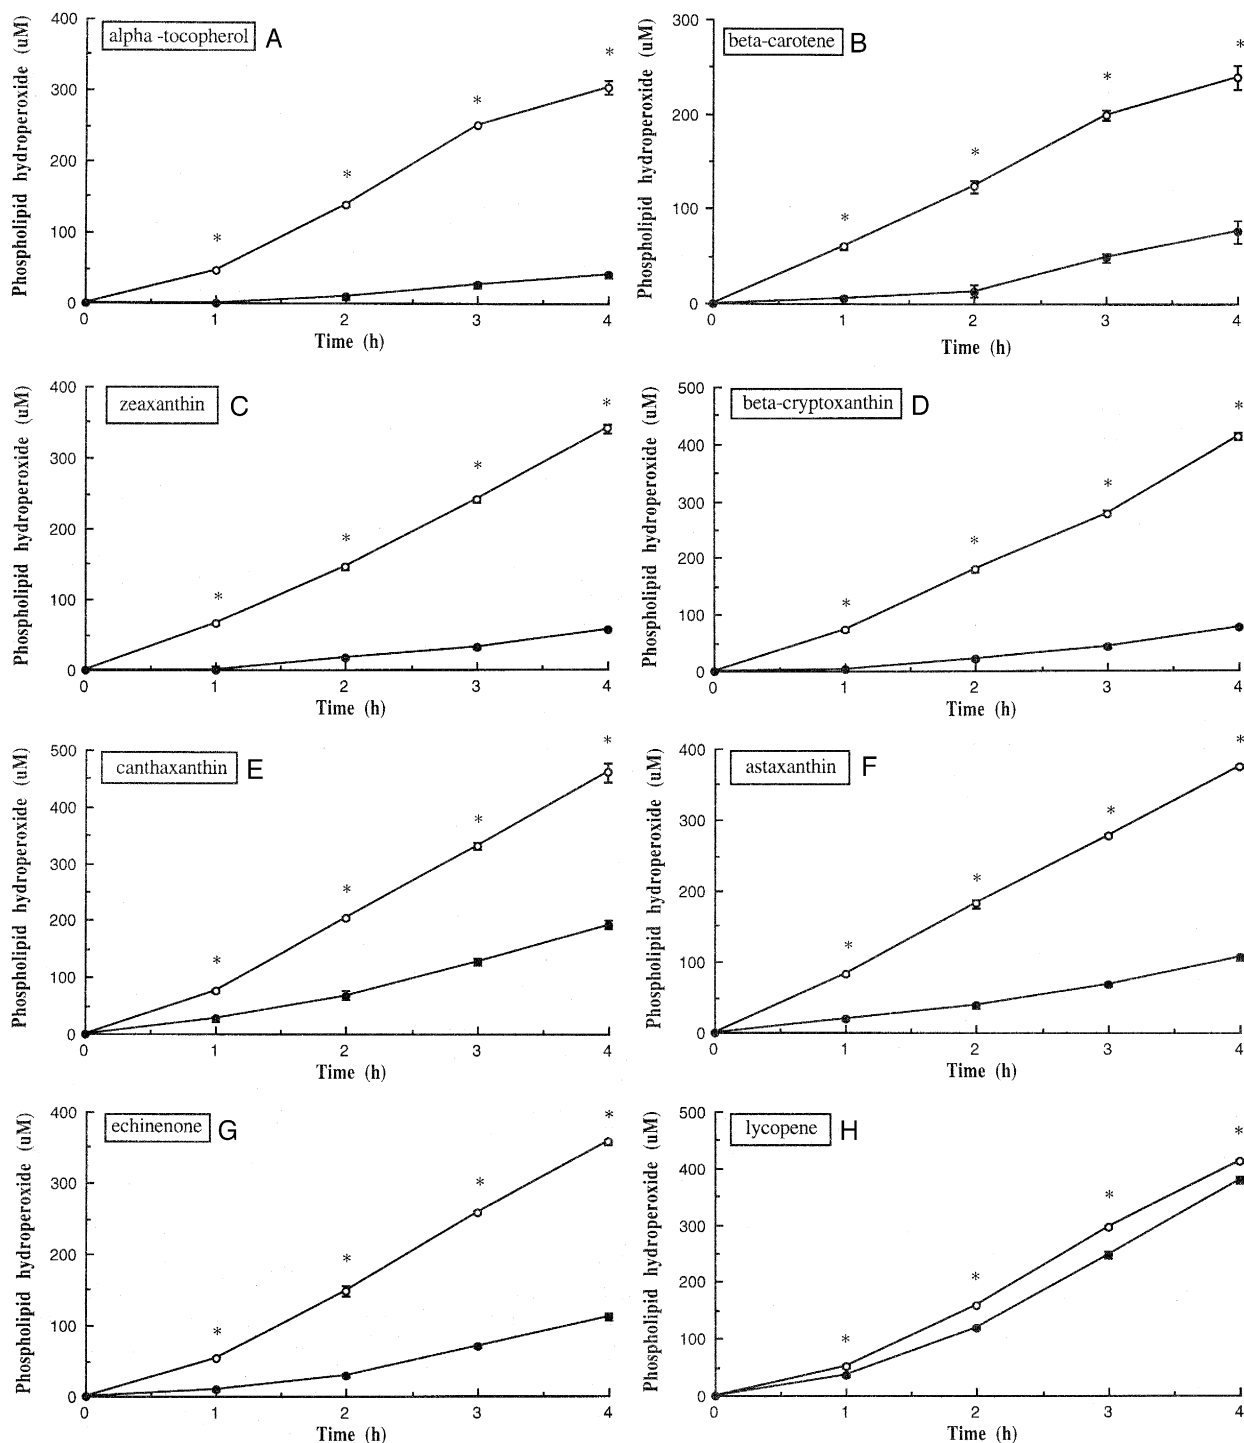 alpha -tocopherol A
Phospholipid hydroperoxide (uM)
400
300
200
100
0
0 1 2 3 4
Time (h)
* * * *
beta-carotene B
Phospholipid hydroperoxide (uM)
300
200
100
0
0 1 2 3 4
Time (h)
* * * *
zeaxanthin C
Phospholipid hydroperoxide (uM)
400
300
200
100
0
0 1 2 3 4
Time (h)
* * * *
beta-cryptoxanthin D
Phospholipid hydroperoxide (uM)
500
400
300
200
100
0
0 1 2 3 4
Time (h)
* * * *
canthaxanthin E
Phospholipid hydroperoxide (uM)
500
400
300
200
100
0
0 1 2 3 4
Time (h)
* * * *
astaxanthin F
Phospholipid hydroperoxide (uM)
400
300
200
100
0
0 1 2 3 4
Time (h)
* * * *
echinenone G
Phospholipid hydroperoxide (uM)
400
300
200
100
0
0 1 2 3 4
Time (h)
* * * *
lycopene H
Phospholipid hydroperoxide (uM)
500
400
300
200
100
0
0 1 2 3 4
Time (h)
* * * *